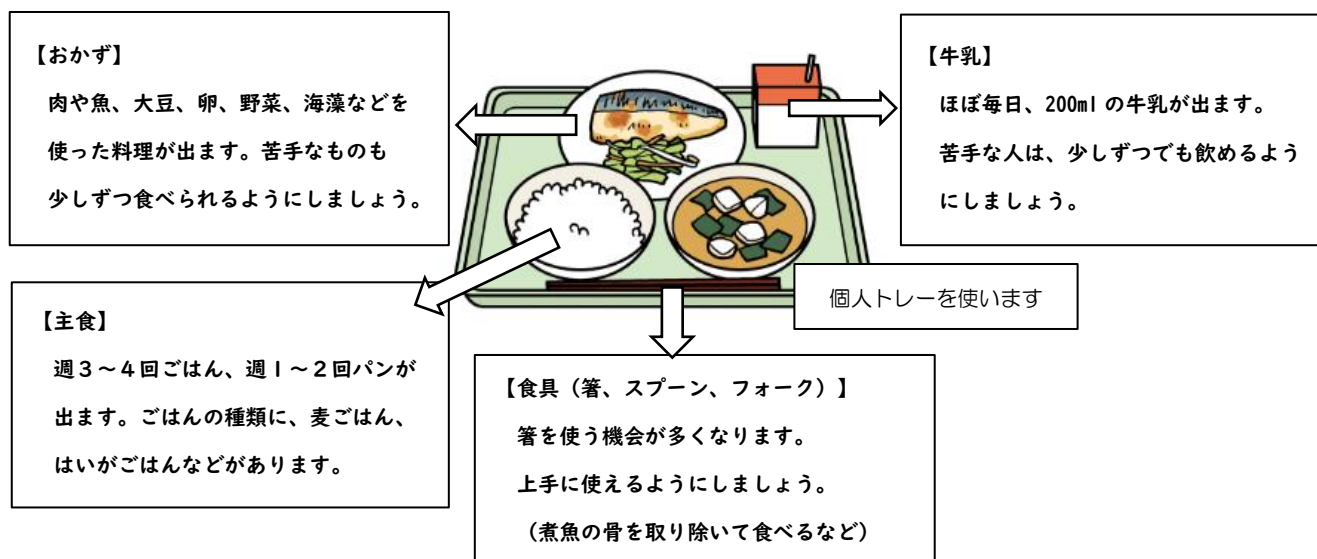 【おかず】
肉や魚、大豆、卵、野菜、海藻などを
使った料理が出ます。苦手なものも
少しずつ食べられるようにしましょう。
【牛乳】
ほぼ毎日、200mlの牛乳が出ます。
苦手な人は、少しずつでも飲めるよう
にしましょう。
個人トレーを使います
【主食】
週3～4回ごはん、週1～2回パンが
出ます。ごはんの種類に、麦ごはん、
はいがごはんなどがあります。
【食具（箸、スプーン、フォーク）】
箸を使う機会が多くなります。
上手に使えるようにしましょう。
（煮魚の骨を取り除いて食べるなど）